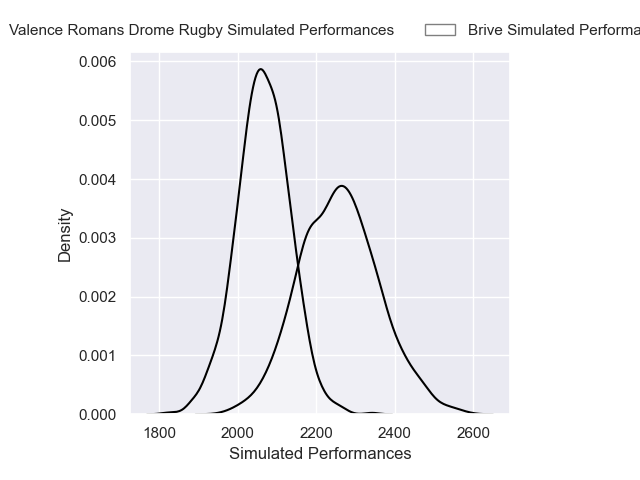 Valence Romans Drome Rugby Simulated Performances Brive Simulated Performa
0.006
0.005
0.004
0.003
0.002
0.001
0.000
Density
1800 2000 2200 2400 2600
Simulated Performances